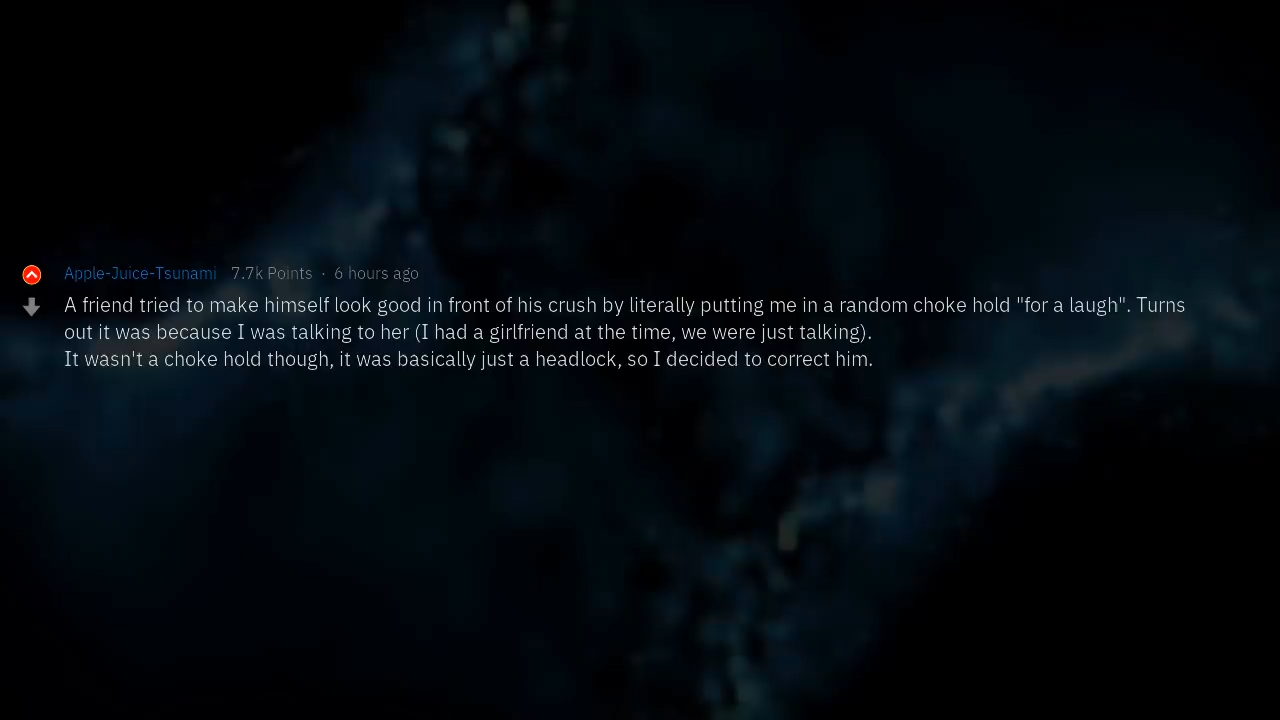 Apple-Juice-Tsunami 7.7k Points · 6 hours ago
A friend tried to make himself look good in front of his crush by literally putting me in a random choke hold "for a laugh". Turns
out it was because I was talking to her (I had a girlfriend at the time, we were just talking).
It wasn't a choke hold though, it was basically just a headlock, so I decided to correct him.